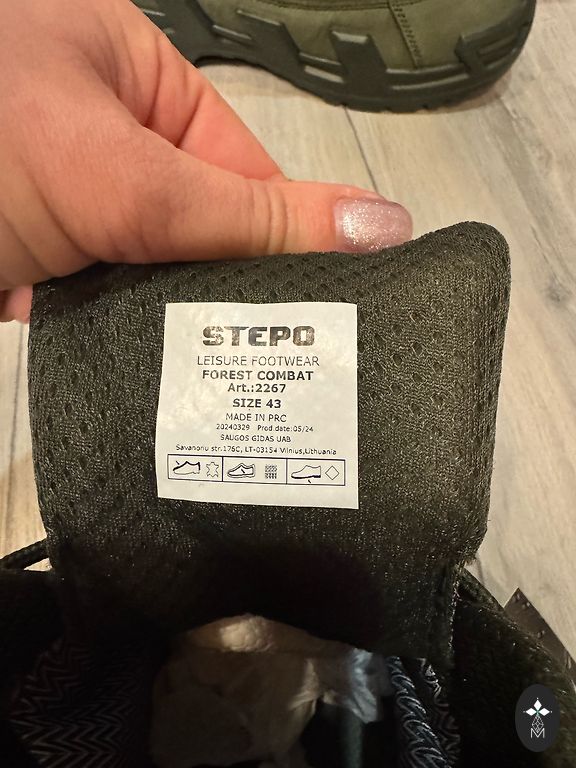 STEPO
LEISURE FOOTWEAR
FOREST COMBAT
Art.:2267
SIZE 43
MADE IN PRC
20240329 Prod date:05/24
SAUGOS GIDAS UAB
Savanoriu str.176C, LT-03154 Vilnius,Lithuania
M